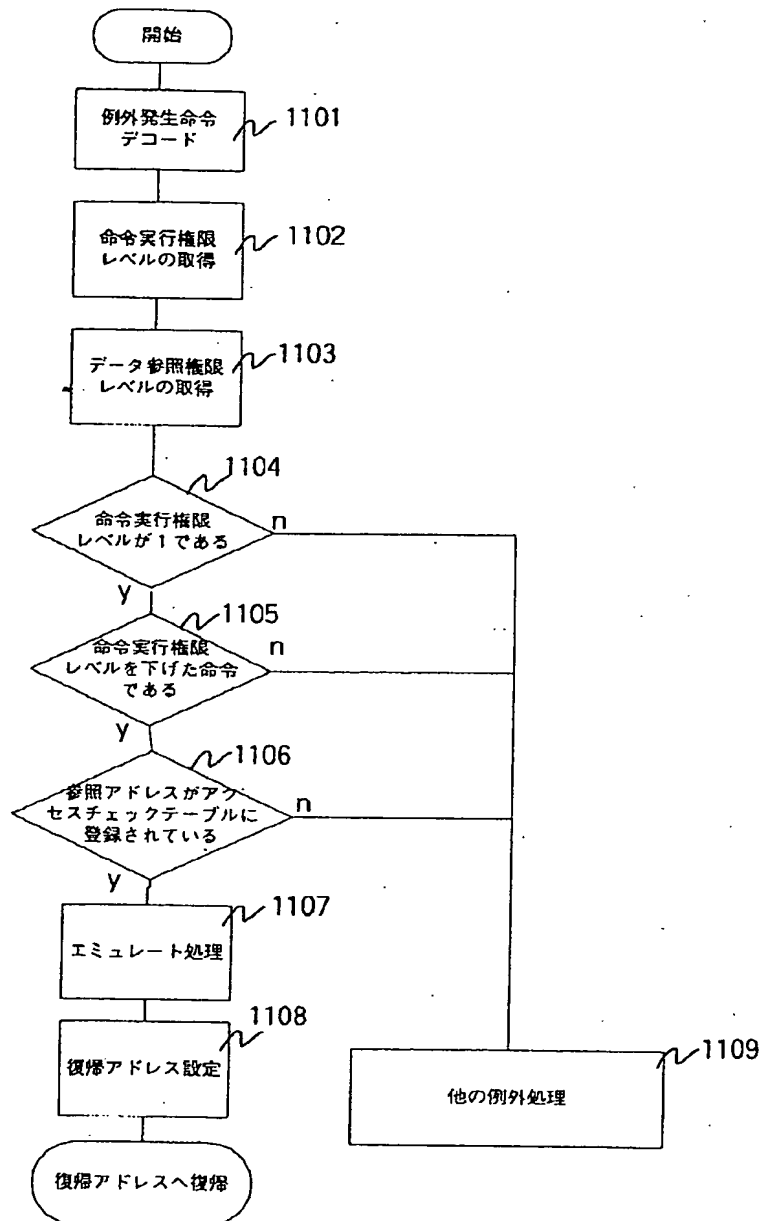 開始
例外発生命令
デコード
1101
命令実行権限
レベルの取得
1102
データ参照権限
レベルの取得
1103
1104
命令実行権限
レベルが1である
n
y
1105
命令実行権限
レベルを下げた命令
である
n
y
1106
参照アドレスがアク
セスチェックテーブルに
登録されている
n
y
1107
エミュレート処理
1108
復帰アドレス設定
1109
他の例外処理
復帰アドレスへ復帰